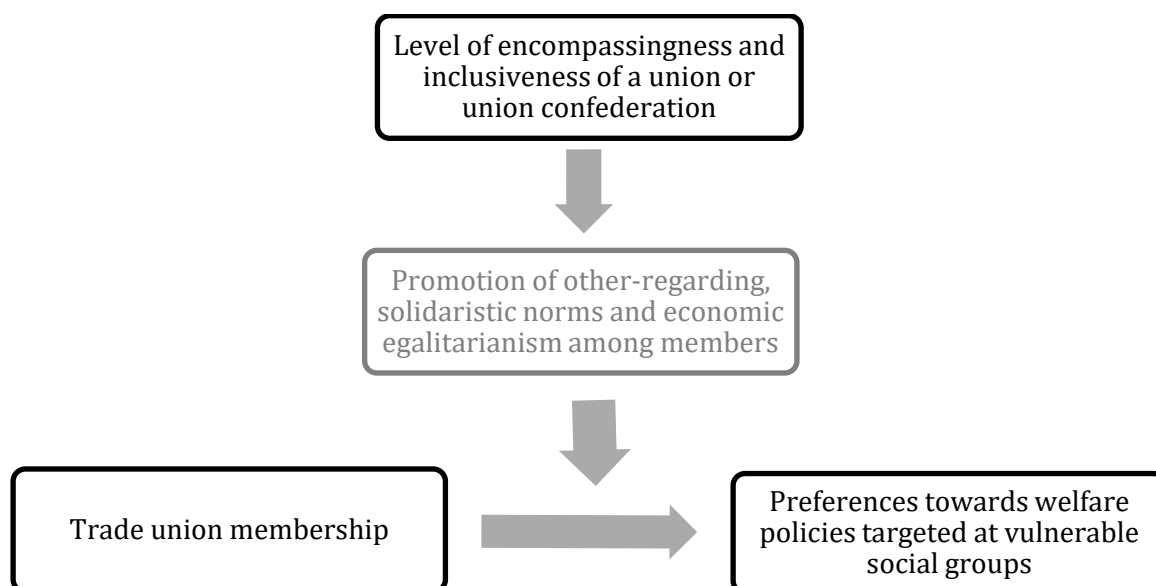 Level of encompassingness and
inclusiveness of a union or
union confederation
Promotion of other-regarding,
solidaristic norms and economic
egalitarianism among members
Trade union membership
Preferences towards welfare
policies targeted at vulnerable
social groups